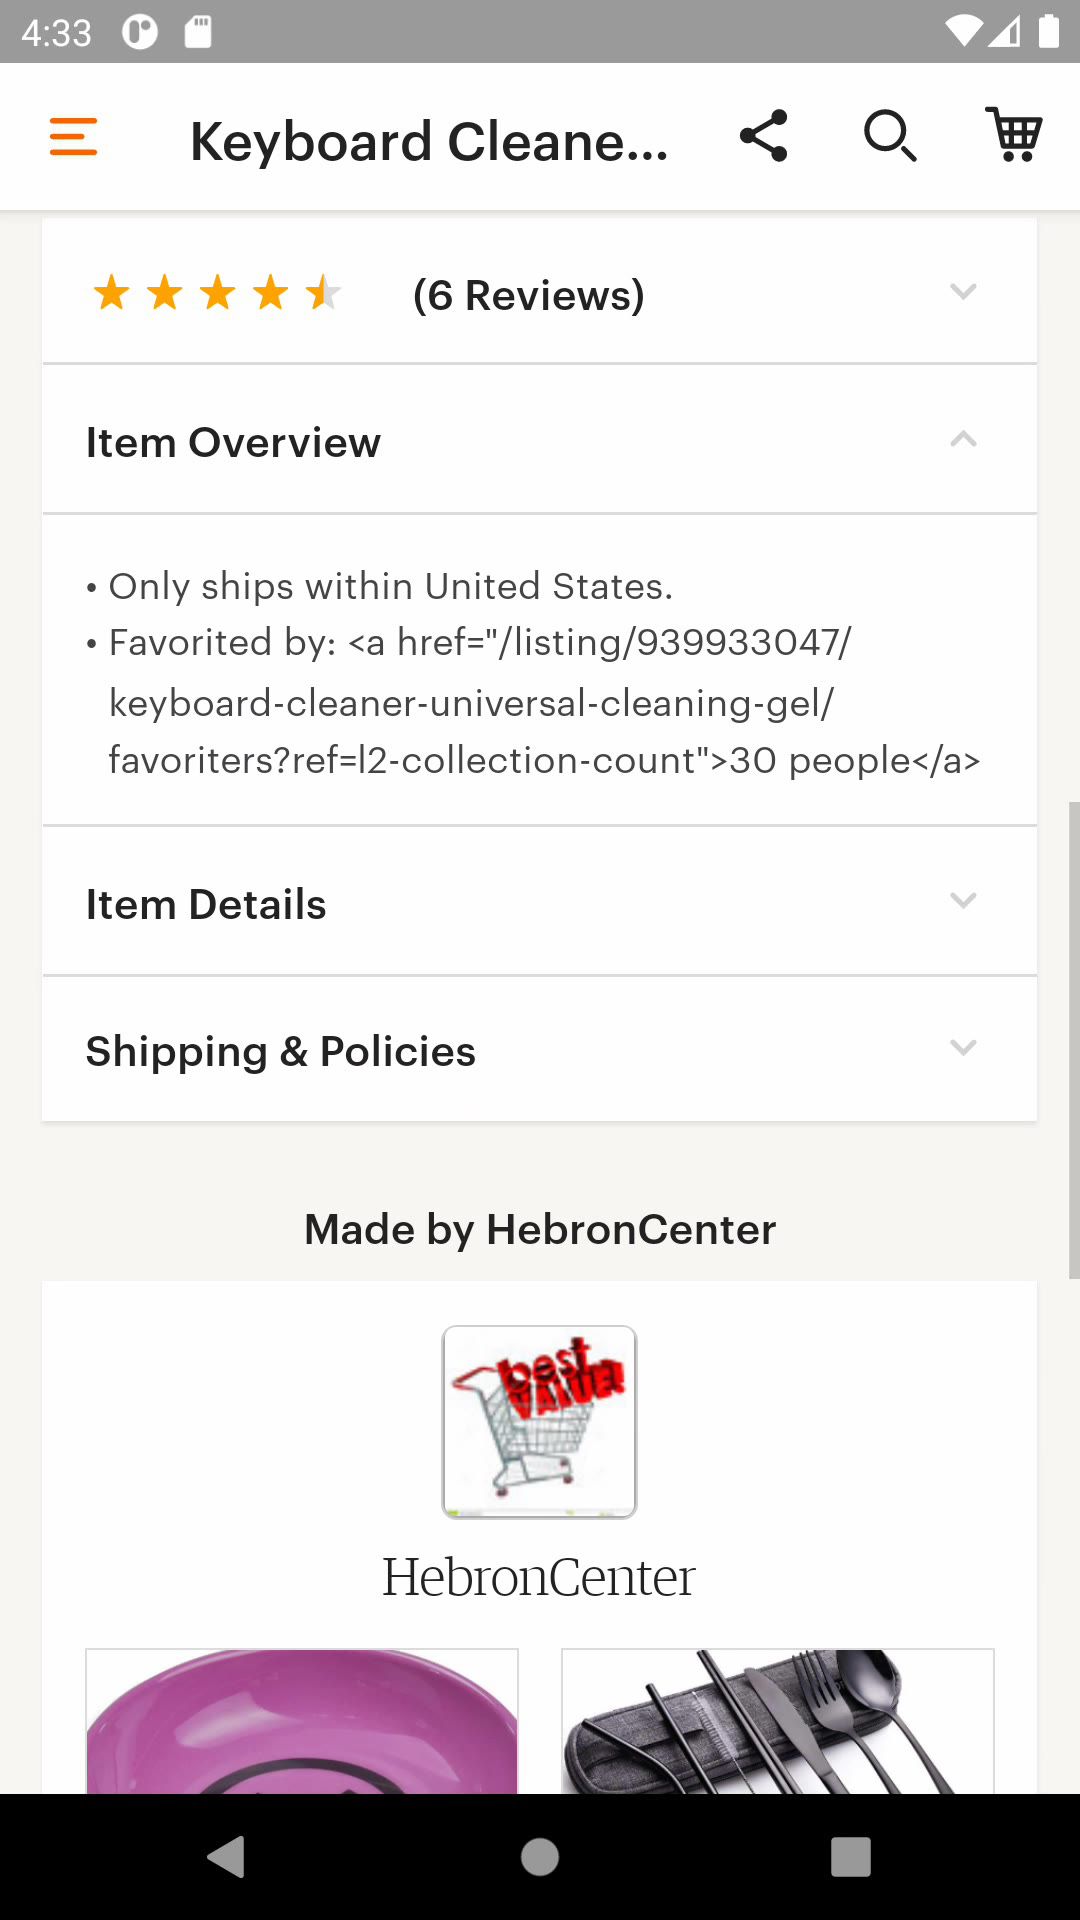 4:33
Keyboard Cleane...
(6 Reviews)
Item Overview
• Only ships within United States.
• Favorited by: <a href="/listing/939933047/
keyboard-cleaner-universal-cleaning-gel/
favoriters?ref=l2-collection-count">30 people</a>
Item Details
Shipping & Policies
Made by HebronCenter
best
VALUE!
HebronCenter